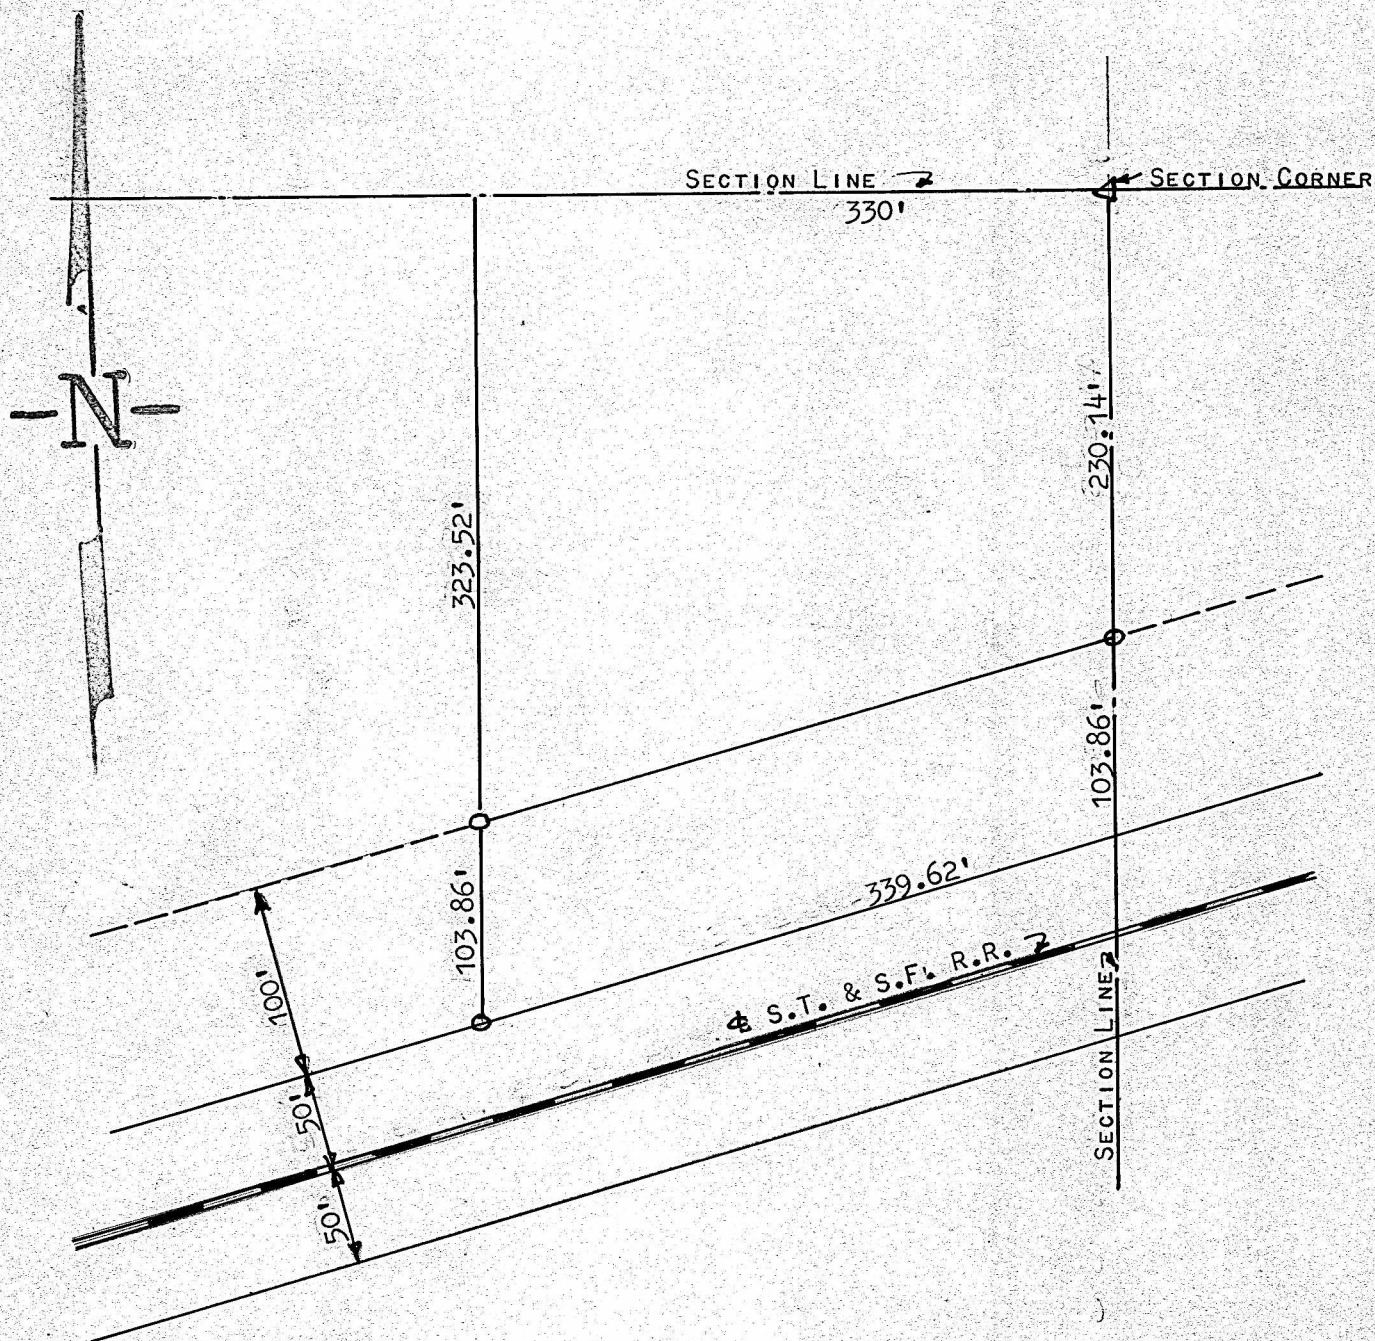 SECTION LINE
SECTION CORNER
330'
N
230.14'
323.52'
103.86'
103.86'
339.62'
100'
℄ S.T. & S.F. R.R.
50'
SECTION LINE
50'